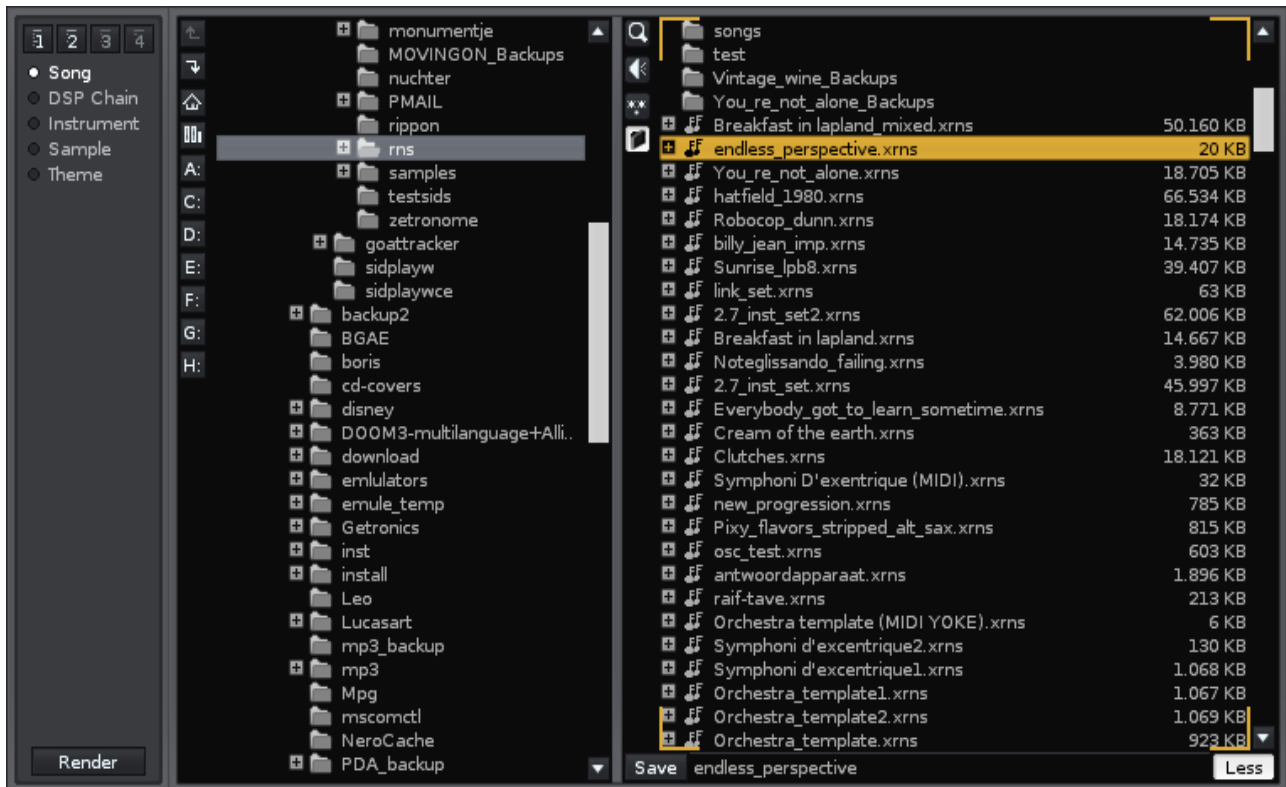 1 2 3 4
Song
DSP Chain
Instrument
Sample
Theme
Render
A:
C:
D:
E:
F:
G:
H:
monumentje
MOVINGON_Backups
nuchter
PMAIL
rippon
rns
samples
testsids
zetronome
goattracker
sidplayw
sidplaywce
backup2
BGAE
boris
cd-covers
disney
DOOM3-multilanguage+Alli..
download
emlulators
emule_temp
Getronics
inst
install
Leo
Lucasart
mp3_backup
mp3
Mpg
mscomctl
NeroCache
PDA_backup
songs
test
Vintage_wine_Backups
You_re_not_alone_Backups
Breakfast in lapland_mixed.xrns 50.160 KB
endless_perspective.xrns 20 KB
You_re_not_alone.xrns 18.705 KB
hatfield_1980.xrns 66.534 KB
Robocop_dunn.xrns 18.174 KB
billy_jean_imp.xrns 14.735 KB
Sunrise_lpb8.xrns 39.407 KB
link_set.xrns 63 KB
2.7_inst_set2.xrns 62.006 KB
Breakfast in lapland.xrns 14.667 KB
Noteglissando_failing.xrns 3.980 KB
2.7_inst_set.xrns 45.997 KB
Everybody_got_to_learn_sometime.xrns 8.771 KB
Cream of the earth.xrns 363 KB
Clutches.xrns 18.121 KB
Symphoni D'exentrique (MIDI).xrns 32 KB
new_progression.xrns 785 KB
Pixy_flavors_stripped_alt_sax.xrns 815 KB
osc_test.xrns 603 KB
antwoordapparaat.xrns 1.896 KB
raif-tave.xrns 213 KB
Orchestra template (MIDI YOKE).xrns 6 KB
Symphoni d'excentrique2.xrns 130 KB
Symphoni d'excentrique1.xrns 1.068 KB
Orchestra_template1.xrns 1.067 KB
Orchestra_template2.xrns 1.069 KB
Orchestra_template.xrns 923 KB
Save endless_perspective Less